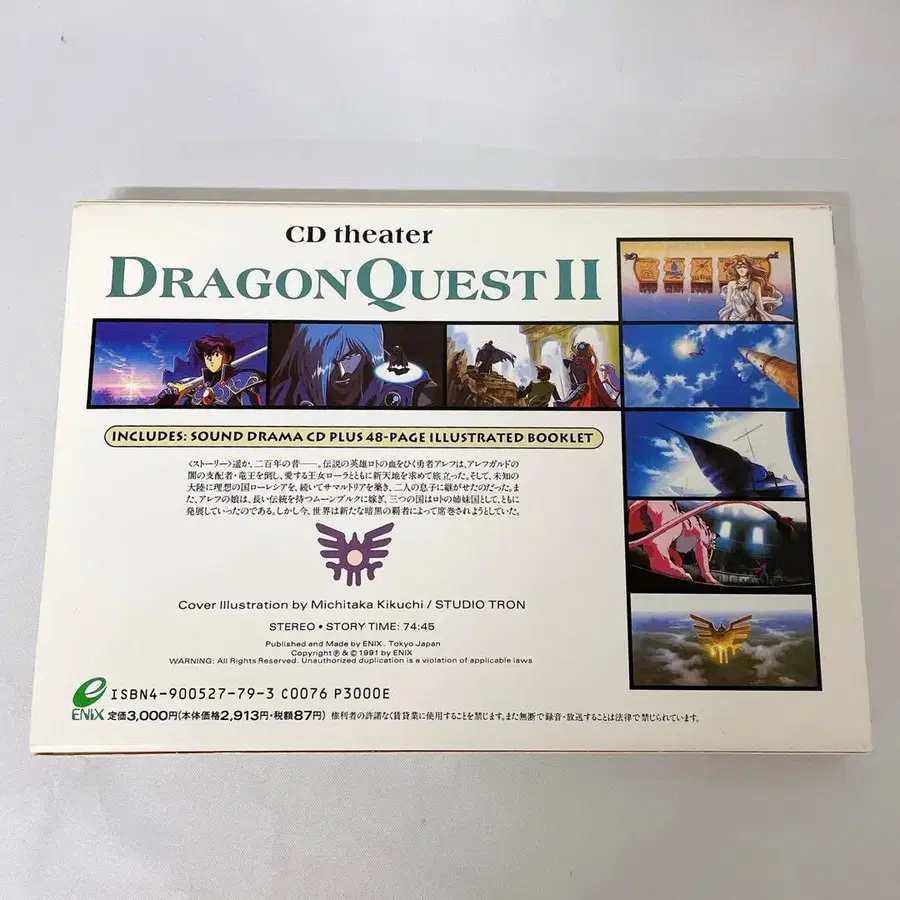 CD theater
DRAGON QUEST II
INCLUDES: SOUND DRAMA CD PLUS 48-PAGE ILLUSTRATED BOOKLET
〈ストーリー〉遥か、二百年の昔――。伝説の英雄ロトの血をひく勇者アレフは、アレフガルドの
闇の支配者・竜王を倒し、愛する王女ローラとともに新天地を求めて旅立った。そして、未知の
大陸に理想の国ローレシアを、続いてサマルトリアを築き、二人の息子に継がせたのだった。ま
た、アレフの娘は、長い伝統を持つムーンブルクに嫁ぎ、三つの国はロトの姉妹国として、ともに
発展していったのである。しかし今、世界は新たな暗黒の覇者によって席巻されようとしていた。
Cover Illustration by Michitaka Kikuchi / STUDIO TRON
STEREO • STORY TIME: 74:45
Published and Made by ENIX. Tokyo Japan
Copyright ℗ & © 1991 by ENIX
WARNING: All Rights Reserved. Unauthorized duplication is a violation of applicable laws
ISBN4-900527-79-3 C0076 P3000E
ENIX 定価3,000円(本体価格2,913円・税額87円) 権利者の許諾なく賃貸業に使用することを禁じます。また無断で録音・放送することは法律で禁じられています。